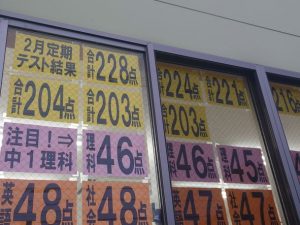 2月定期
テスト結果
合計228点
合計224点
合計221点
216
合計204点
合計203点
合計203点
注目!⇒
中1理科
理科46点
理科46点
理科45点
英語48点
社会48点
47点
47点